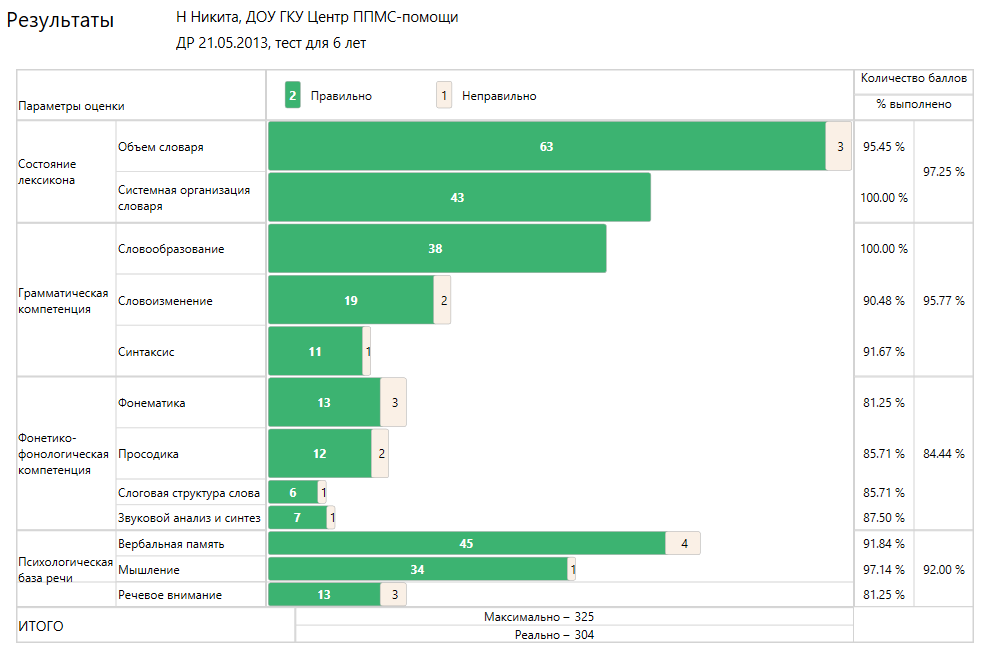 Результаты
Н Никита, ДОУ ГКУ Центр ППМС-помощи
ДР 21.05.2013, тест для 6 лет
Параметры оценки
2 Правильно 1 Неправильно
Количество баллов
% выполнено
Состояние
лексикона
Объем словаря 63 3 95.45 %
97.25 %
Системная организация
словаря
43 100.00 %
Грамматическая
компетенция
Словообразование 38 100.00 %
Словоизменение 19 2 90.48 % 95.77 %
Синтаксис 11 1 91.67 %
Фонетико-
фонологическая
компетенция
Фонематика 13 3 81.25 %
Просодика 12 2 85.71 % 84.44 %
Слоговая структура слова 6 1 85.71 %
Звуковой анализ и синтез 7 1 87.50 %
Психологическая
база речи
Вербальная память 45 4 91.84 %
Мышление 34 1 97.14 % 92.00 %
Речевое внимание 13 3 81.25 %
ИТОГО
Максимально – 325
Реально – 304